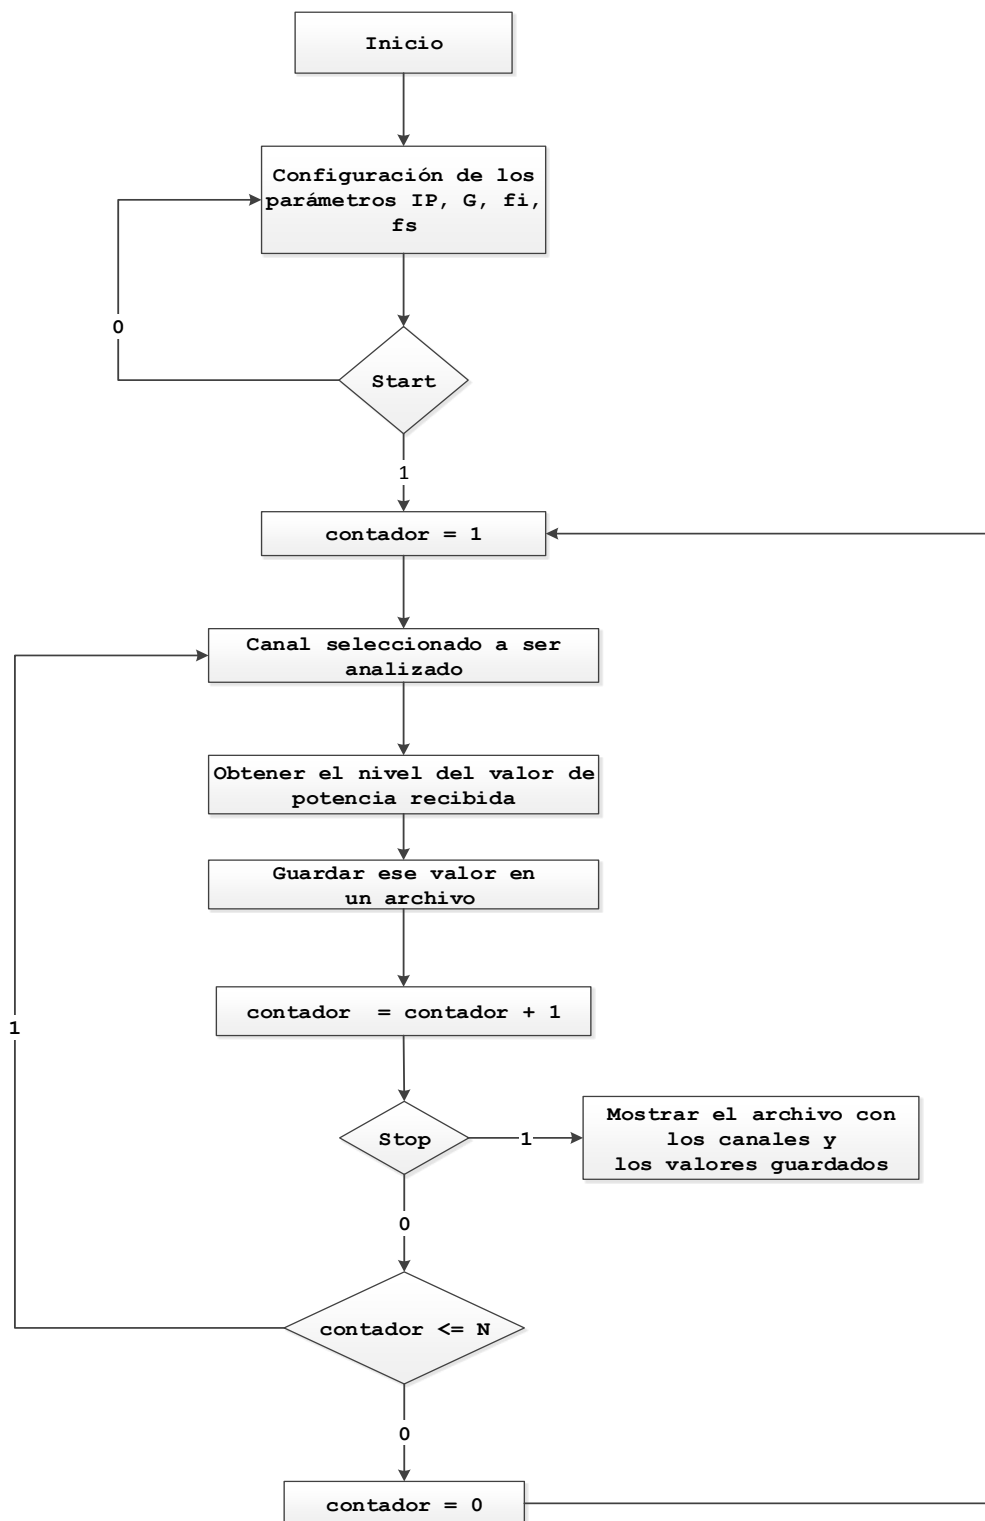 Inicio
Configuración de los
parámetros IP, G, fi,
fs
0
Start
1
contador = 1
Canal seleccionado a ser
analizado
Obtener el nivel del valor de
potencia recibida
Guardar ese valor en
un archivo
contador = contador + 1
1
Stop
1
Mostrar el archivo con
los canales y
los valores guardados
0
contador <= N
0
contador = 0